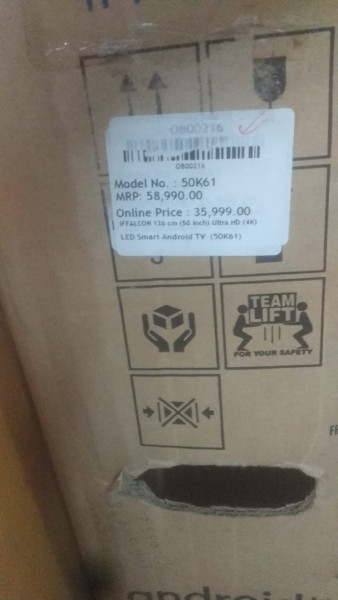 OB00216
OB00216
Model No. : 50K61
MRP: 58,990.00
Online Price : 35,999.00
IFFALCON 126 cm (50 inch) Ultra HD (4K)
LED Smart Android TV (50K61)
TEAM
LIFT
FOR YOUR SAFETY